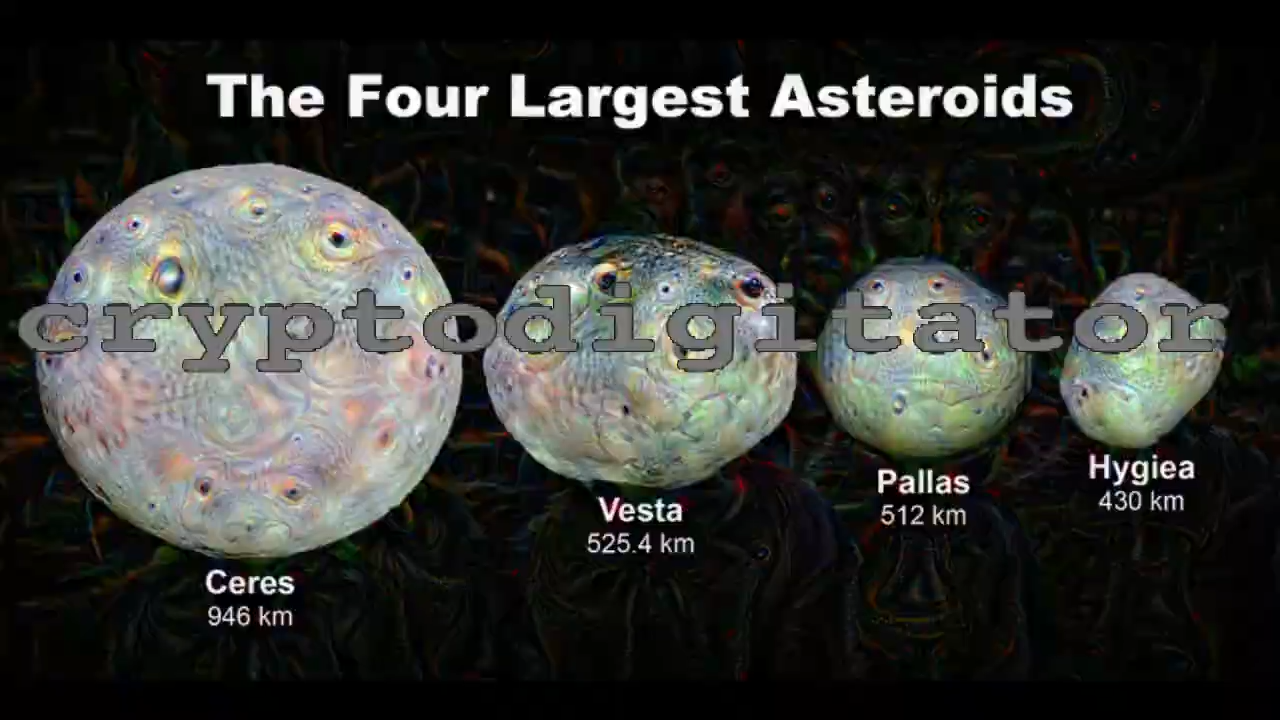 The Four Largest Asteroids
cryptodigitator
Ceres
946 km
Vesta
525.4 km
Pallas
512 km
Hygiea
430 km